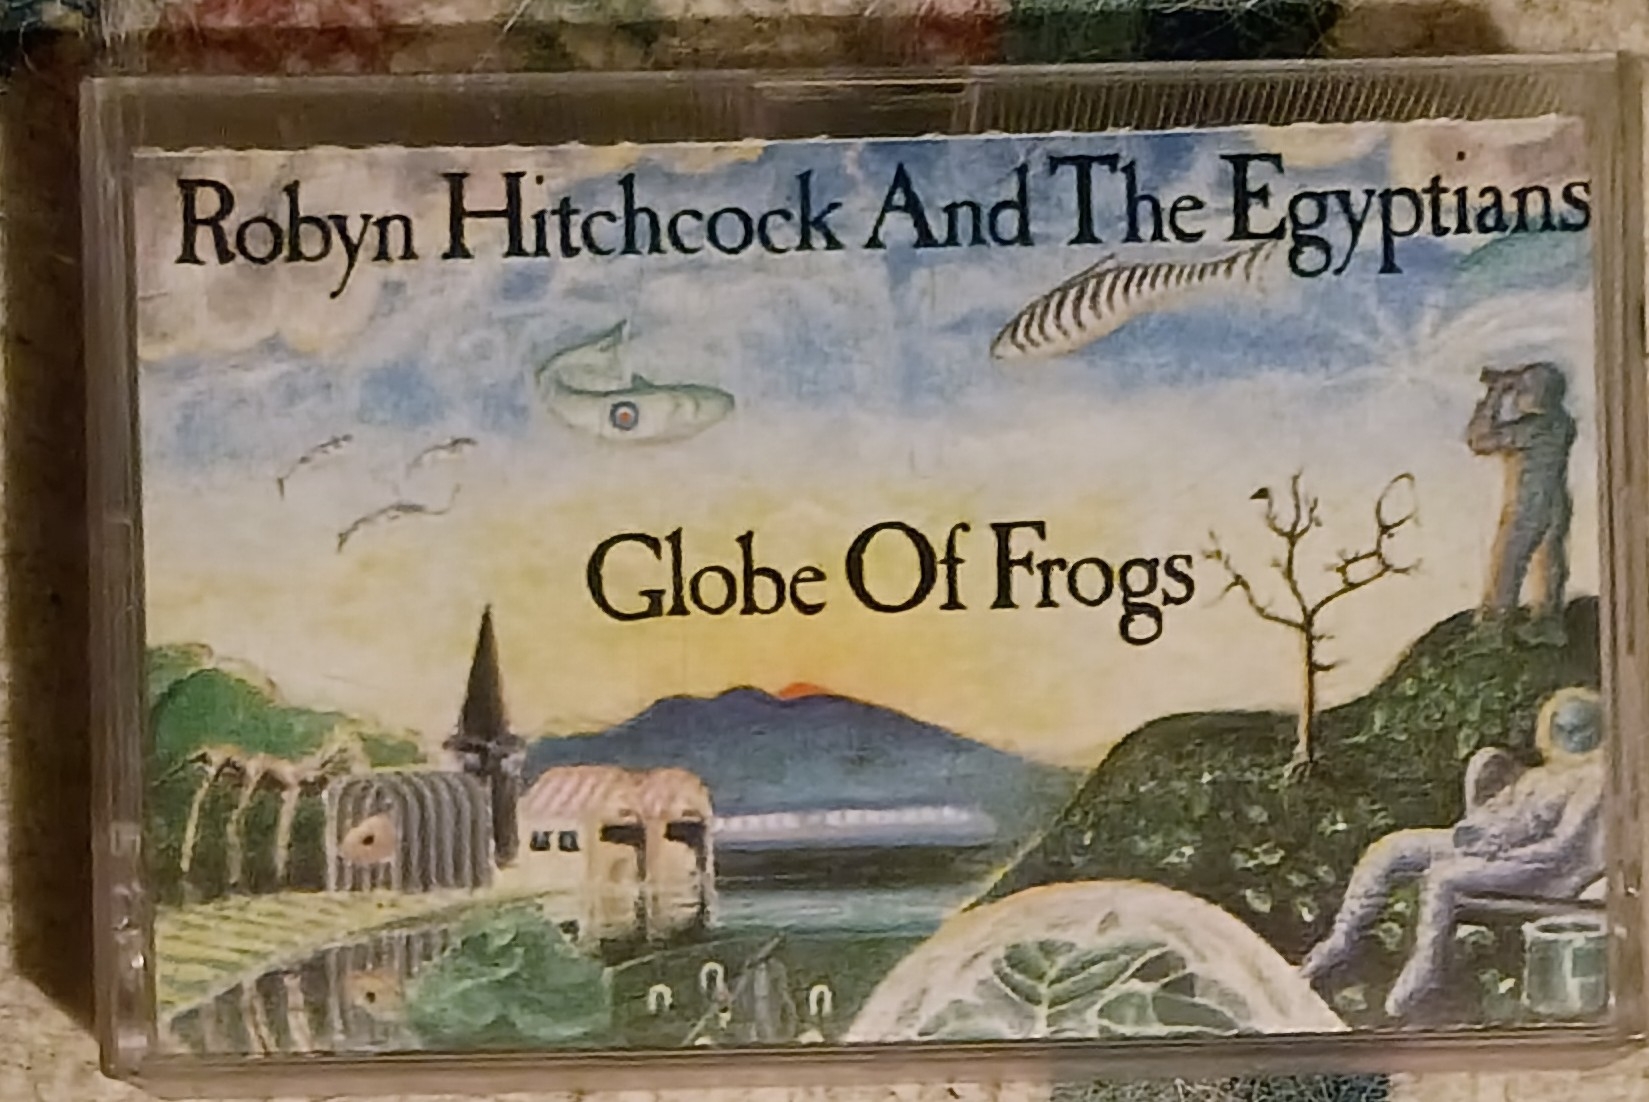 Robyn Hitchcock And The Egyptians
Globe Of Frogs